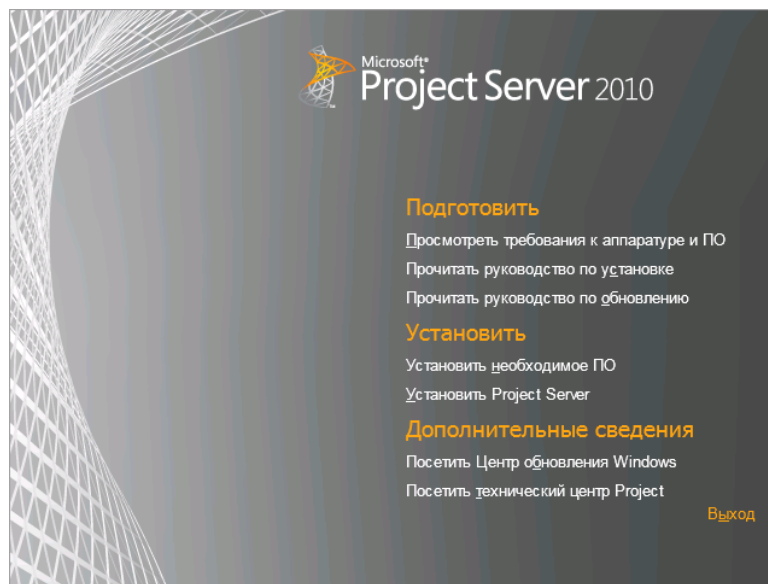 Microsoft®
Project Server 2010
Подготовить
Просмотреть требования к аппаратуре и ПО
Прочитать руководство по установке
Прочитать руководство по обновлению
Установить
Установить необходимое ПО
Установить Project Server
Дополнительные сведения
Посетить Центр обновления Windows
Посетить технический центр Project
Выход